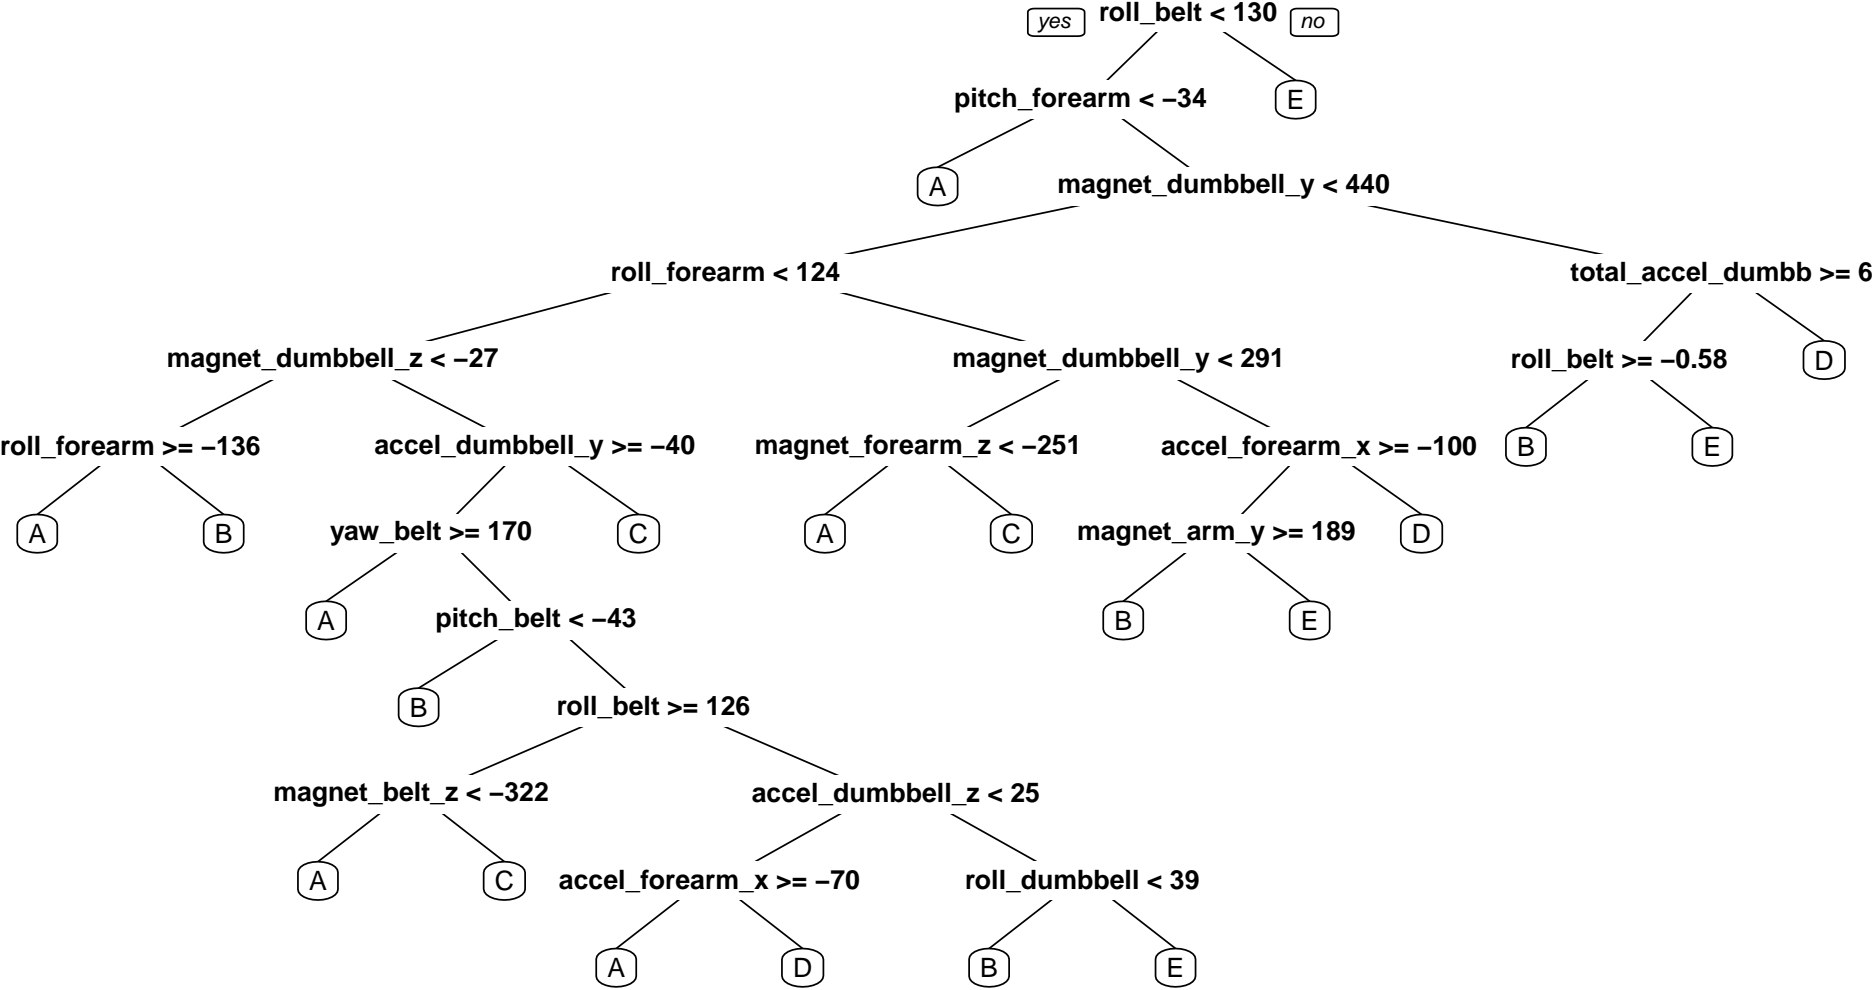 yes roll_belt < 130 no
pitch_forearm < −34 E
A magnet_dumbbell_y < 440
roll_forearm < 124 total_accel_dumbb >= 6
magnet_dumbbell_z < −27 magnet_dumbbell_y < 291 roll_belt >= −0.58 D
roll_forearm >= −136 accel_dumbbell_y >= −40 magnet_forearm_z < −251 accel_forearm_x >= −100 B E
A B yaw_belt >= 170 C A C magnet_arm_y >= 189 D
A pitch_belt < −43 B E
B roll_belt >= 126
magnet_belt_z < −322 accel_dumbbell_z < 25
A C accel_forearm_x >= −70 roll_dumbbell < 39
A D B E